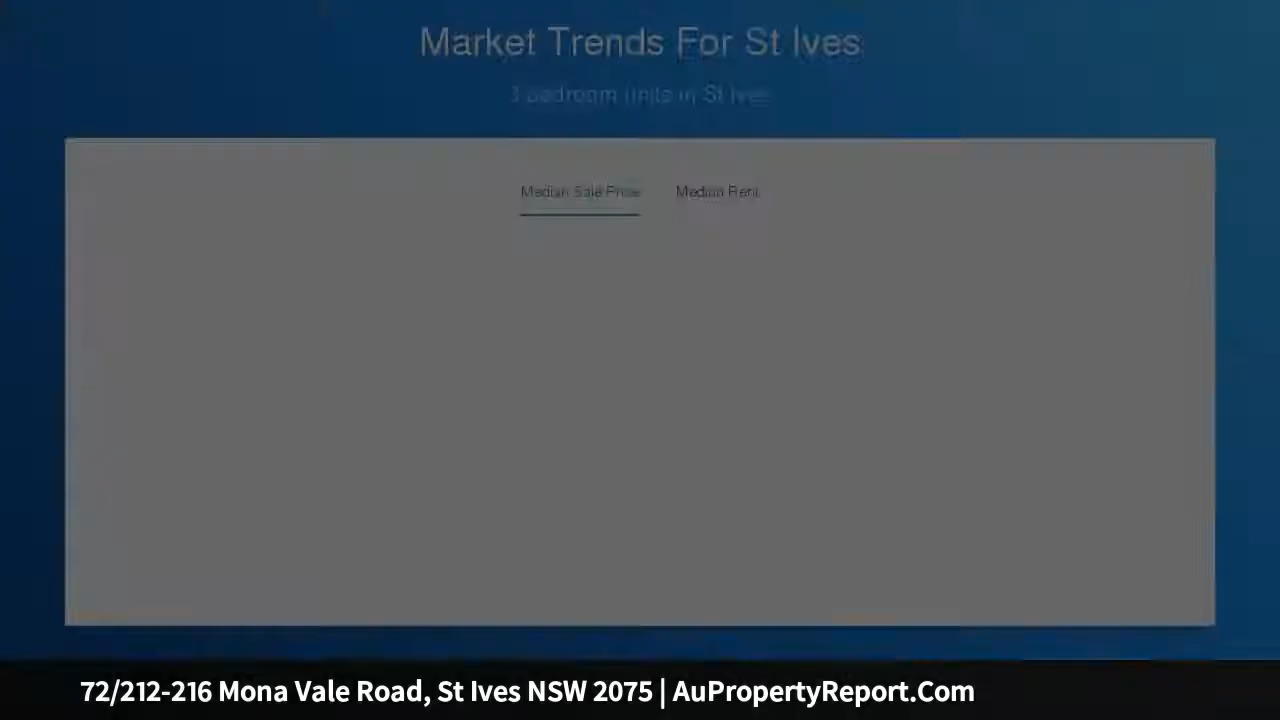 Market Trends For St Ives
3 bedroom units in St Ives
Median Sale Price Median Rent
72/212-216 Mona Vale Road, St Ives NSW 2075 | AuPropertyReport.Com